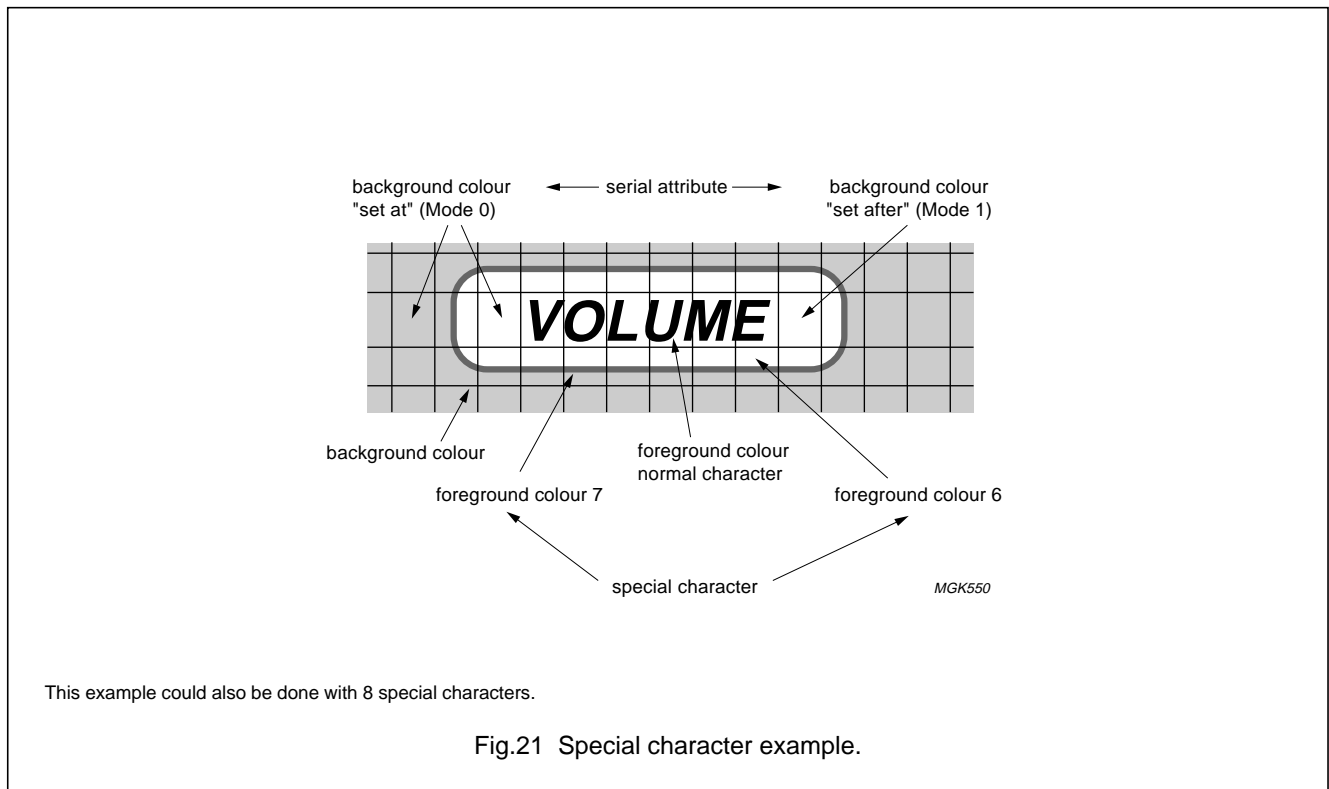 background colour
"set at" (Mode 0)
serial attribute
background colour
"set after" (Mode 1)
VOLUME
background colour
foreground colour
normal character
foreground colour 7
foreground colour 6
special character
MGK550
This example could also be done with 8 special characters.
Fig.21 Special character example.